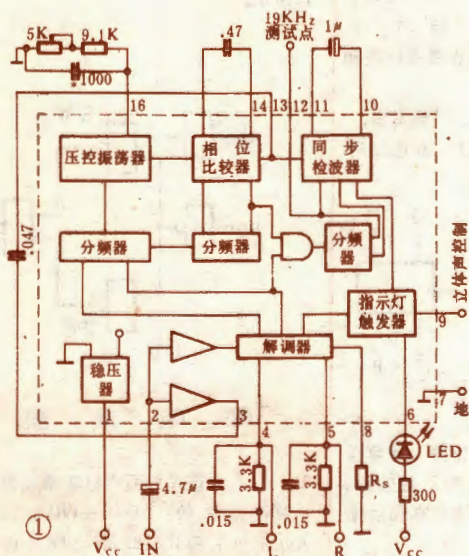 19KHz
测试点
5K
9.1K
.47
1μ
.1000
16
14
13
12
11
10
压控振荡器
相位
比较器
同步
检波器
分频器
分频器
分频
器
.047
立体声控制
9
指示灯
触发器
解调器
稳压
器
7
地
1
2
3
4
5
8
6
LED
4.7μ
3.3K
3.3K
Rs
300
.015
.015
①
Vcc
IN
L
R
Vcc